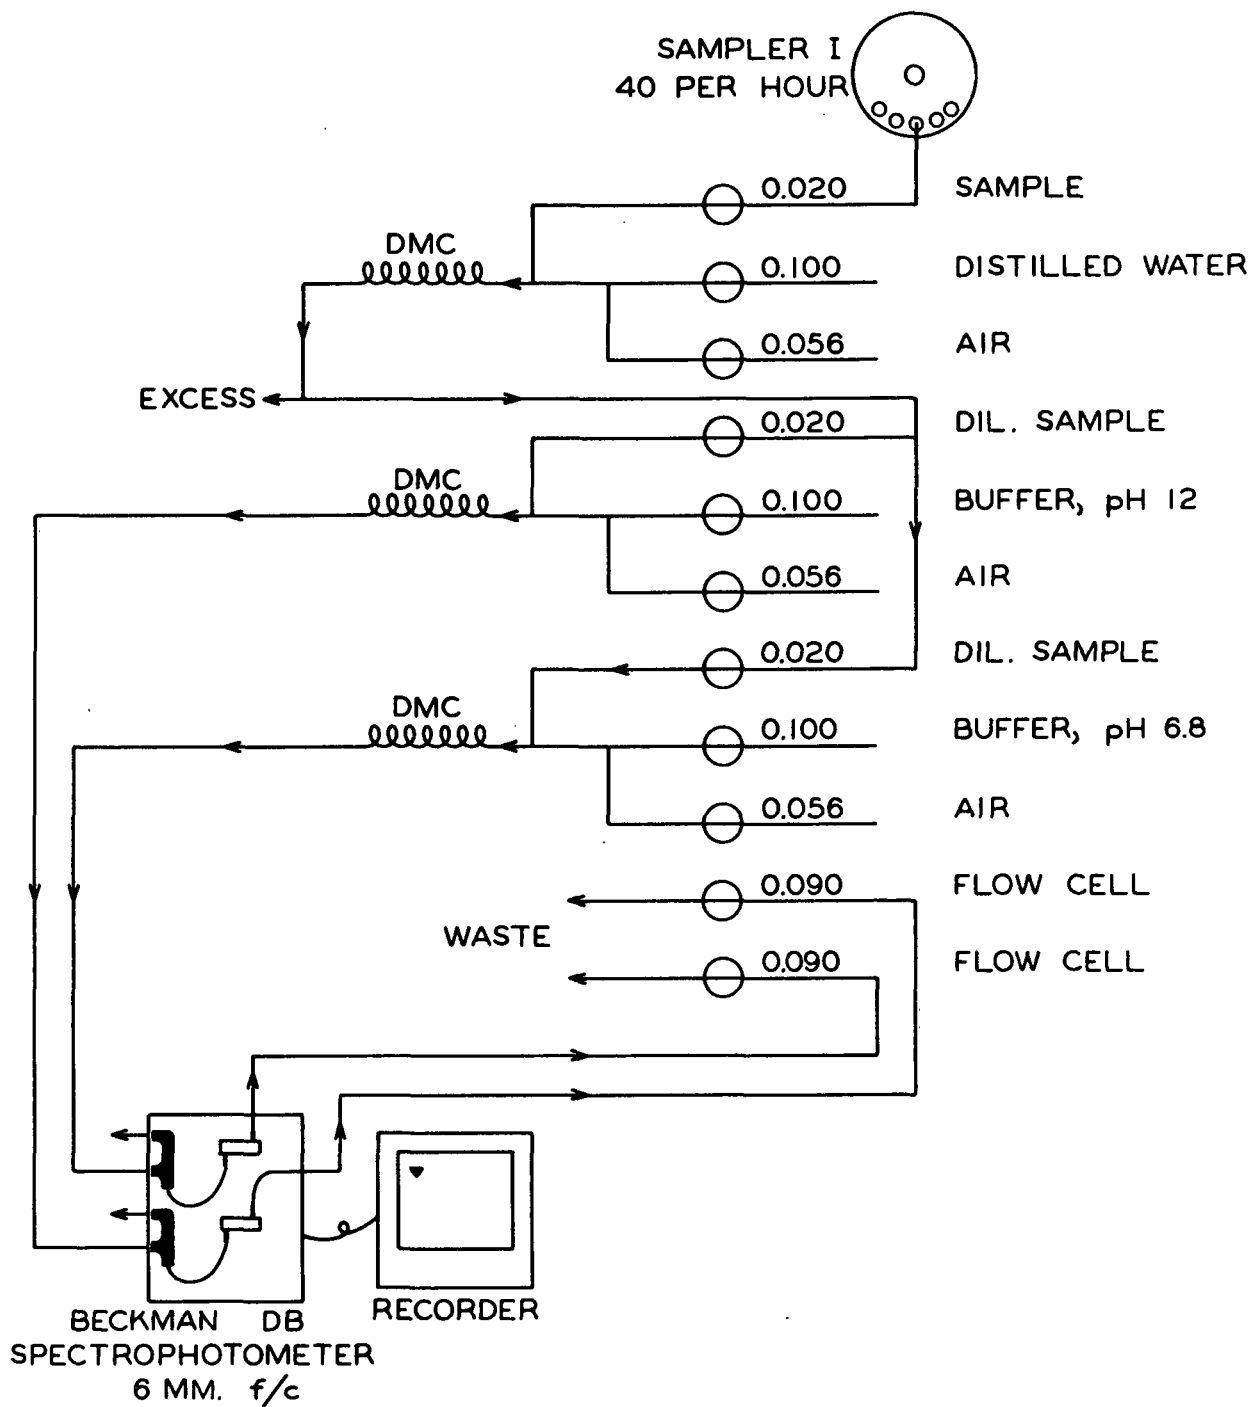 SAMPLER I
40 PER HOUR
0.020 SAMPLE
DMC
0.100 DISTILLED WATER
0.056 AIR
EXCESS
0.020 DIL. SAMPLE
DMC
0.100 BUFFER, pH 12
0.056 AIR
0.020 DIL. SAMPLE
DMC
0.100 BUFFER, pH 6.8
0.056 AIR
0.090 FLOW CELL
WASTE
0.090 FLOW CELL
RECORDER
BECKMAN DB
SPECTROPHOTOMETER
6 MM. f/c